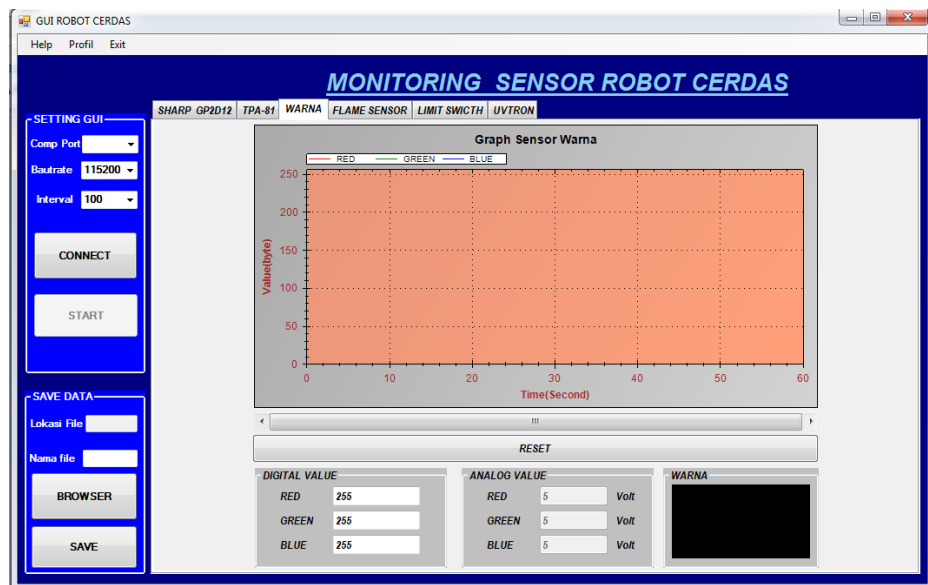 GUI ROBOT CERDAS
Help Profil Exit
MONITORING SENSOR ROBOT CERDAS
SHARP GP2D12 TPA-81 WARNA FLAME SENSOR LIMIT SWICTH UVTRON
SETTING GUI
Comp Port
Bautrate 115200
Interval 100
CONNECT
START
SAVE DATA
Lokasi File
Nama file
BROWSER
SAVE
Graph Sensor Warna
RED GREEN BLUE
Value(byte)
250
200
150
100
50
0
0 10 20 30 40 50 60
Time(Second)
RESET
DIGITAL VALUE
RED 255
GREEN 255
BLUE 255
ANALOG VALUE
RED 5 Volt
GREEN 5 Volt
BLUE 5 Volt
WARNA